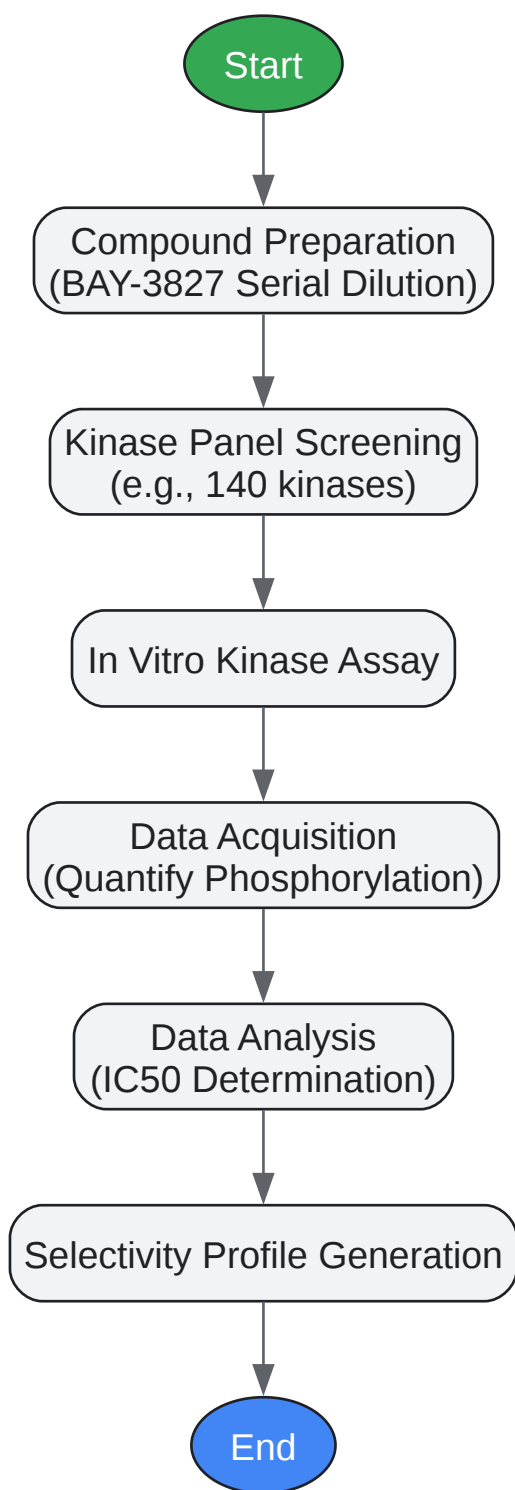 Start
Compound Preparation
(BAY-3827 Serial Dilution)
Kinase Panel Screening
(e.g., 140 kinases)
In Vitro Kinase Assay
Data Acquisition
(Quantify Phosphorylation)
Data Analysis
(IC50 Determination)
Selectivity Profile Generation
End